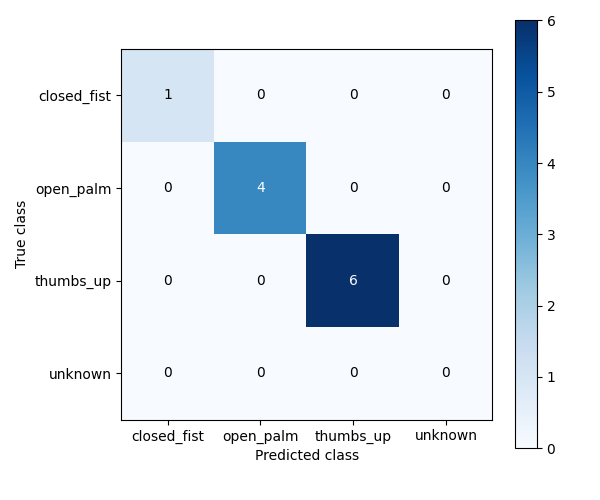 closed_fist 1 0 0 0
open_palm 0 4 0 0
thumbs_up 0 0 6 0
unknown 0 0 0 0
closed_fist open_palm thumbs_up unknown
Predicted class
True class
6
5
4
3
2
1
0